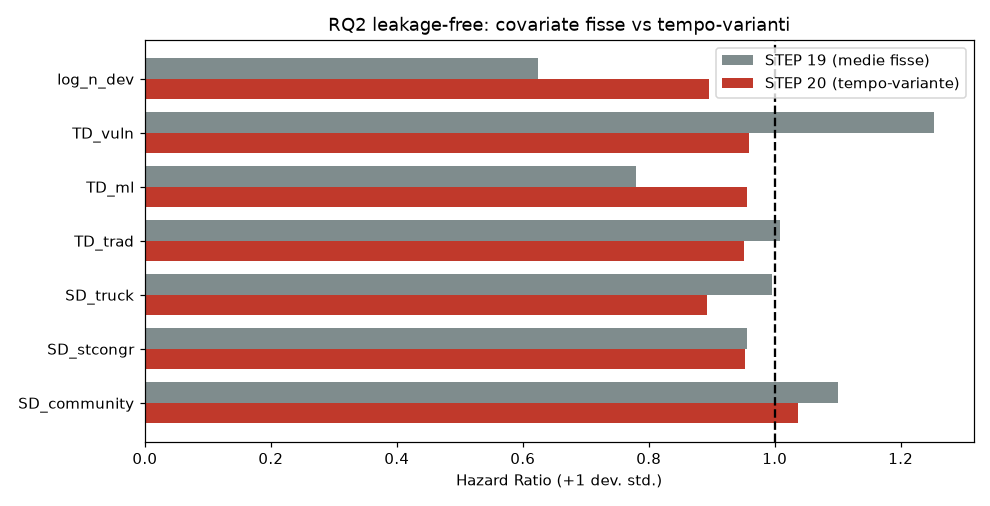 RQ2 leakage-free: covariate fisse vs tempo-varianti
STEP 19 (medie fisse)
STEP 20 (tempo-variante)
log_n_dev
TD_vuln
TD_ml
TD_trad
SD_truck
SD_stcongr
SD_community
0.0 0.2 0.4 0.6 0.8 1.0 1.2
Hazard Ratio (+1 dev. std.)